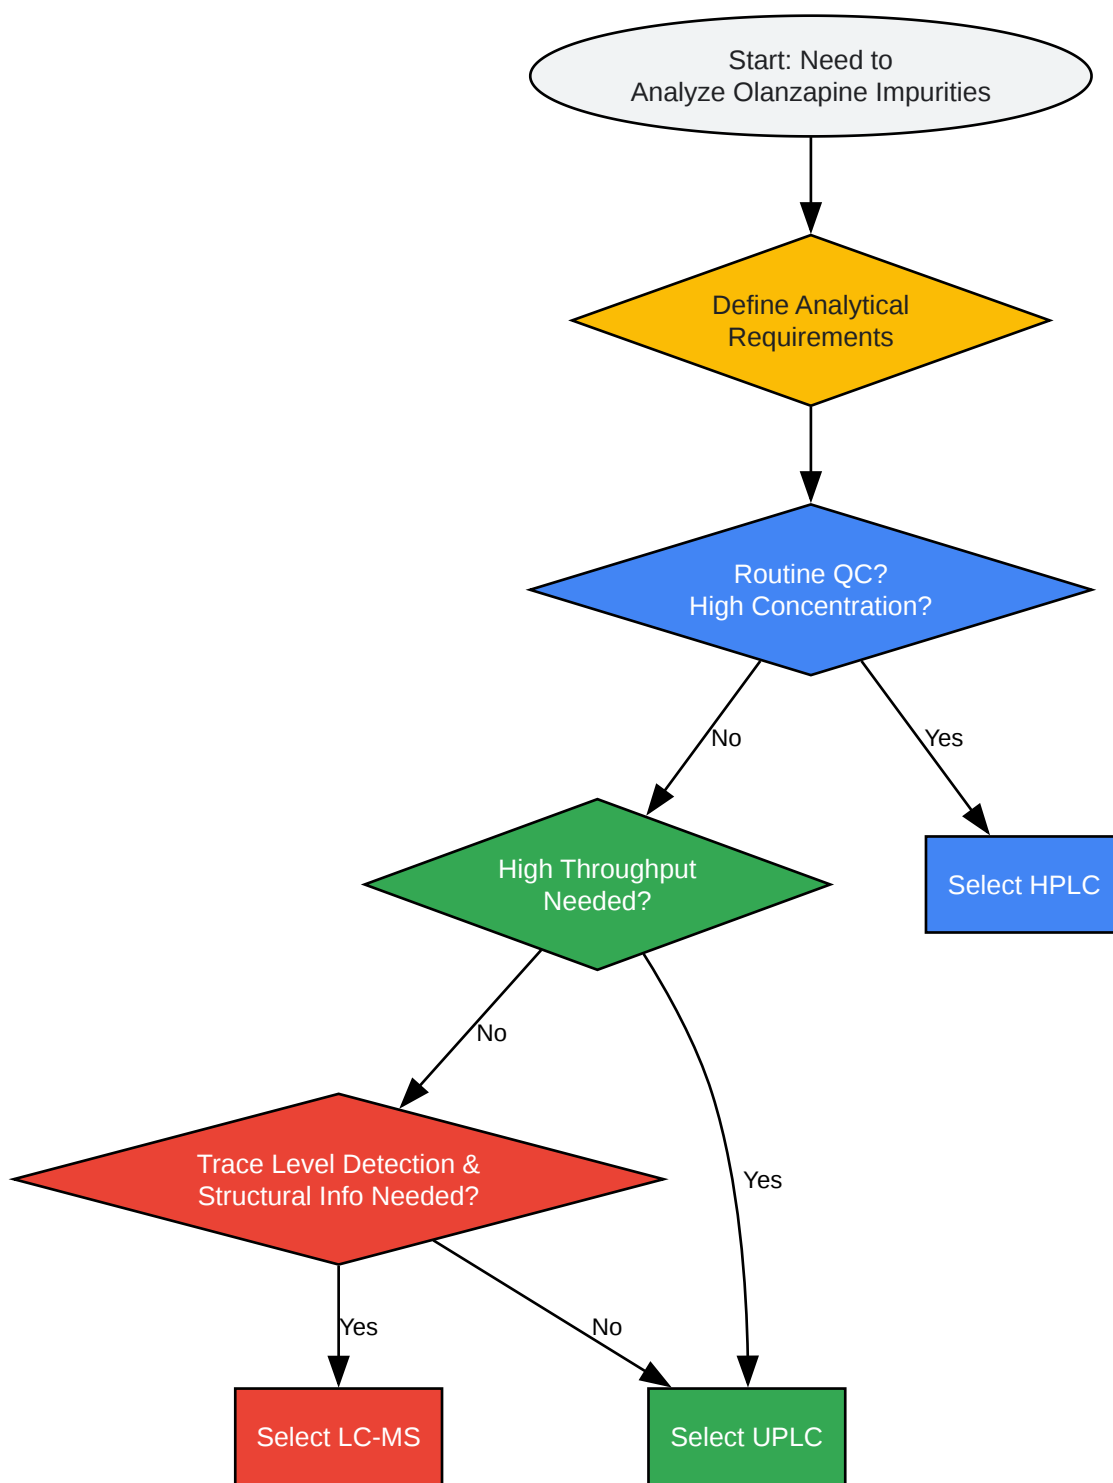 Start: Need to
Analyze Olanzapine Impurities
Define Analytical
Requirements
Routine QC?
High Concentration?
No
Yes
High Throughput
Needed?
Select HPLC
No
Trace Level Detection &
Structural Info Needed?
Yes
Yes
No
Select LC-MS
Select UPLC